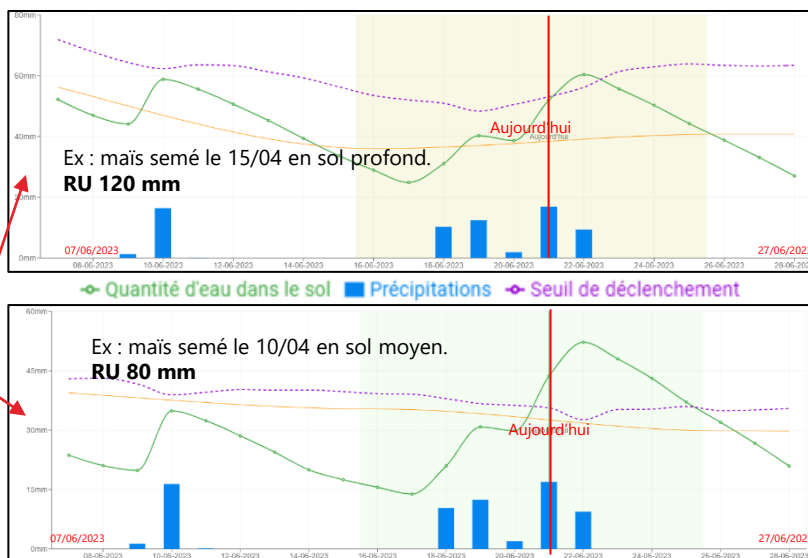 80mm
60mm
40mm
20mm
0mm
Aujourd'hui
Aujourd'hui
Ex : maïs semé le 15/04 en sol profond.
RU 120 mm
07/06/2023
27/06/2023
08-06-2023 10-06-2023 12-06-2023 14-06-2023 16-06-2023 18-06-2023 20-06-2023 22-06-2023 24-06-2023 26-06-2023 28-06-2023
Quantité d'eau dans le sol Précipitations Seuil de déclenchement
60mm
45mm
30mm
15mm
0mm
Ex : maïs semé le 10/04 en sol moyen.
RU 80 mm
Aujourd'hui
07/06/2023
27/06/2023
08-06-2023 10-06-2023 12-06-2023 14-06-2023 16-06-2023 18-06-2023 20-06-2023 22-06-2023 24-06-2023 26-06-2023 28-06-2023